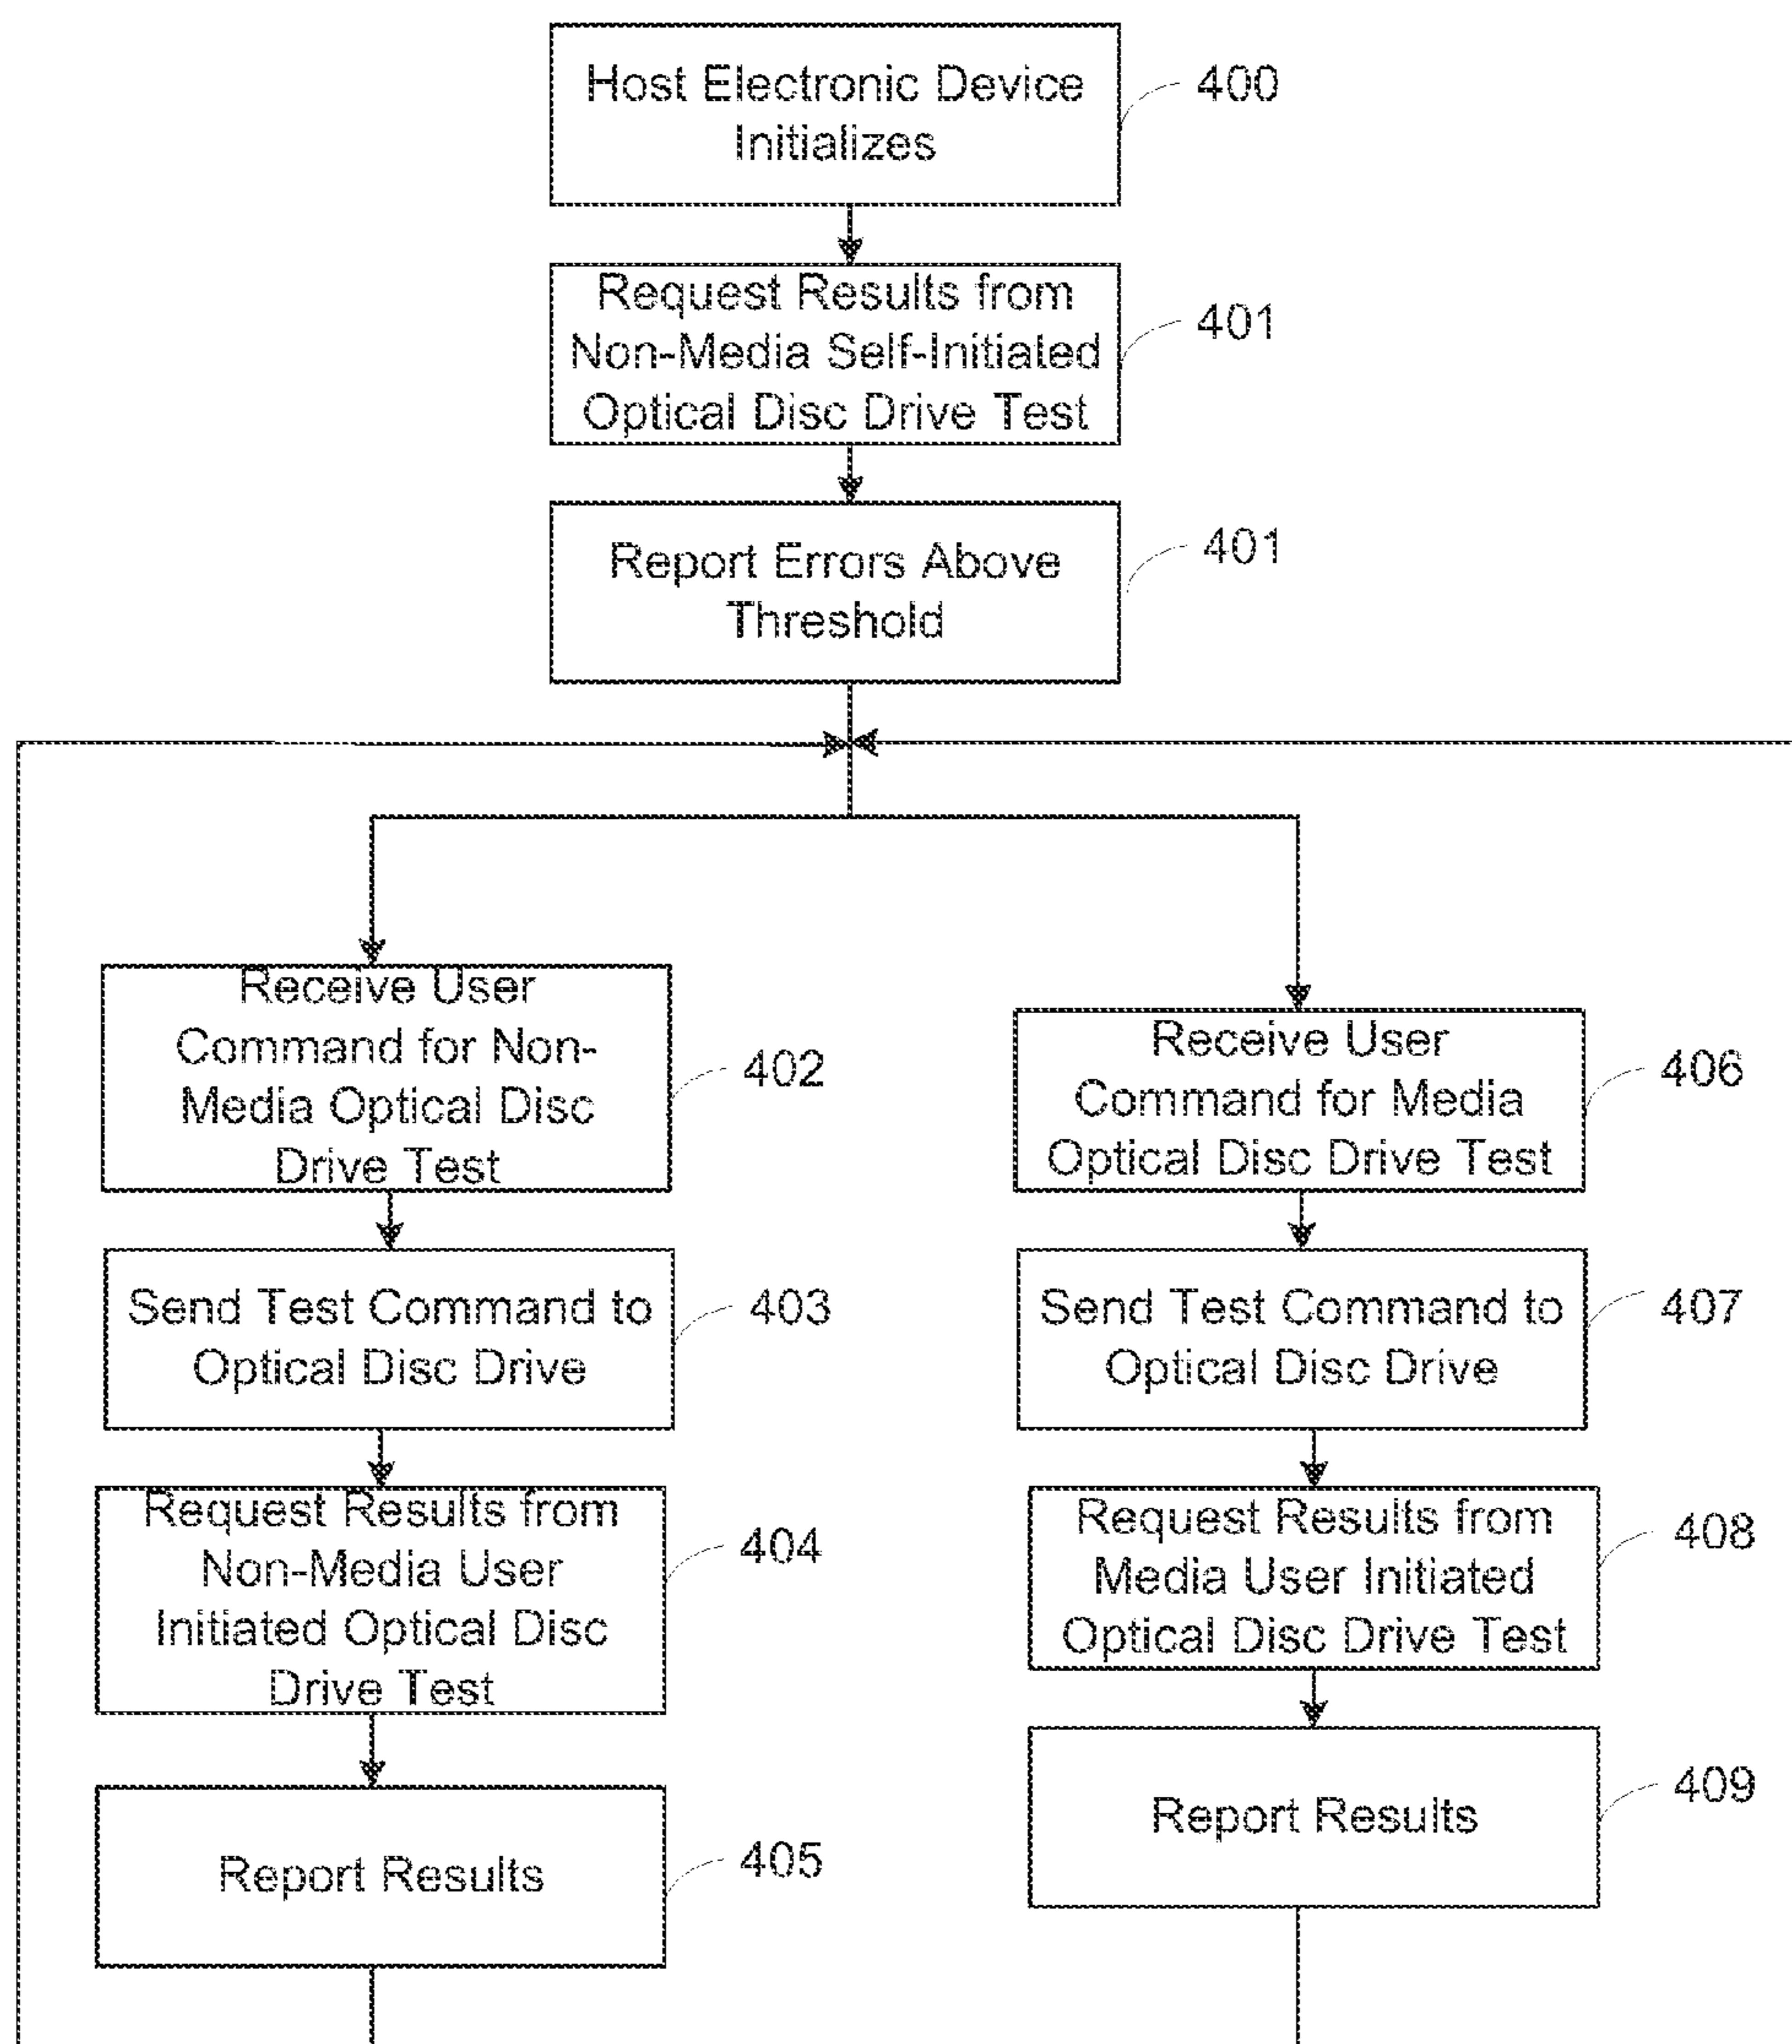 Host Electronic Device
Initializes
400
Request Results from
Non-Media Self-Initiated
Optical Disc Drive Test
401
Report Errors Above
Threshold
401
Receive User
Command for Non-
Media Optical Disc
Drive Test
402
Send Test Command to
Optical Disc Drive
403
Request Results from
Non-Media User
Initiated Optical Disc
Drive Test
404
Report Results
405
Receive User
Command for Media
Optical Disc Drive Test
406
Send Test Command to
Optical Disc Drive
407
Request Results from
Media User Initiated
Optical Disc Drive Test
408
Report Results
409